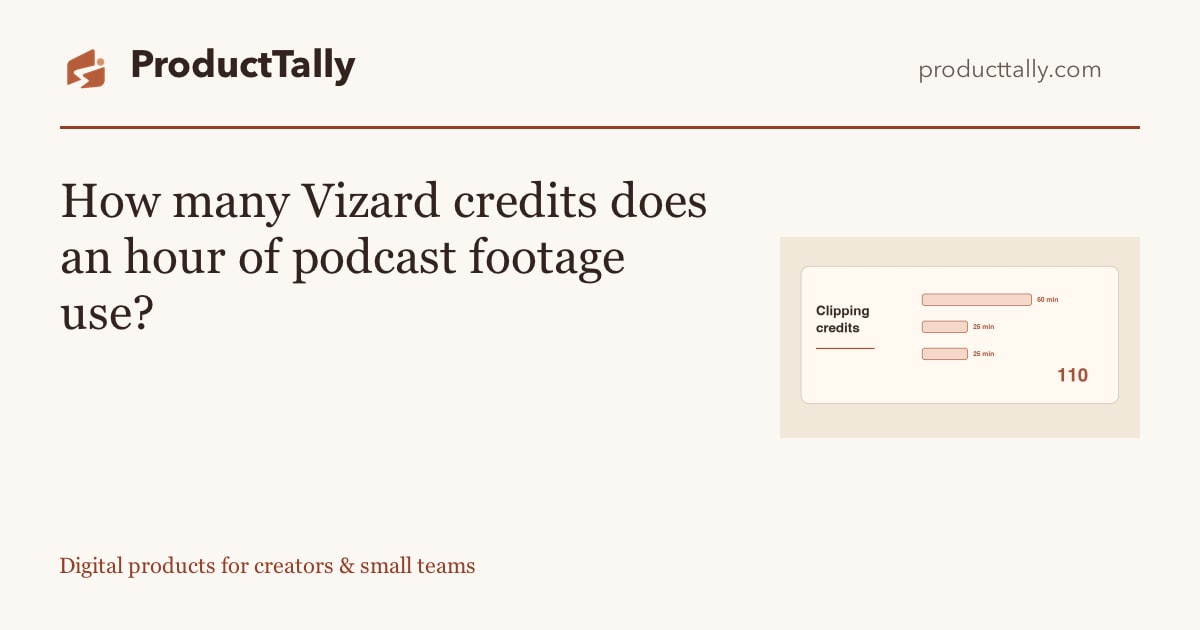 ProductTally
producttally.com
How many Vizard credits does
an hour of podcast footage
use?
Clipping
credits
60 min
25 min
25 min
110
Digital products for creators & small teams